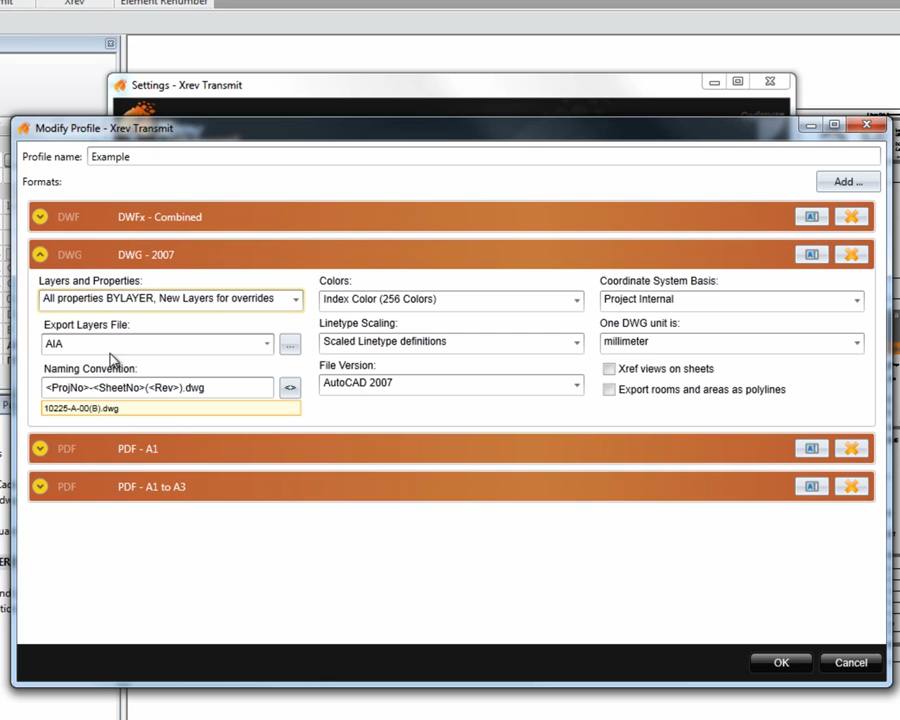 Xrev
Element Renumber
Settings - Xrev Transmit
Modify Profile - Xrev Transmit
Profile name: Example
Formats:
Add ...
DWF DWFx - Combined
DWG DWG - 2007
Layers and Properties:
All properties BYLAYER, New Layers for overrides
Export Layers File:
AIA
...
Naming Convention:
<ProjNo>-<SheetNo>(<Rev>).dwg
<>
10225-A-00(B).dwg
Colors:
Index Color (256 Colors)
Linetype Scaling:
Scaled Linetype definitions
File Version:
AutoCAD 2007
Coordinate System Basis:
Project Internal
One DWG unit is:
millimeter
Xref views on sheets
Export rooms and areas as polylines
PDF PDF - A1
PDF PDF - A1 to A3
OK
Cancel